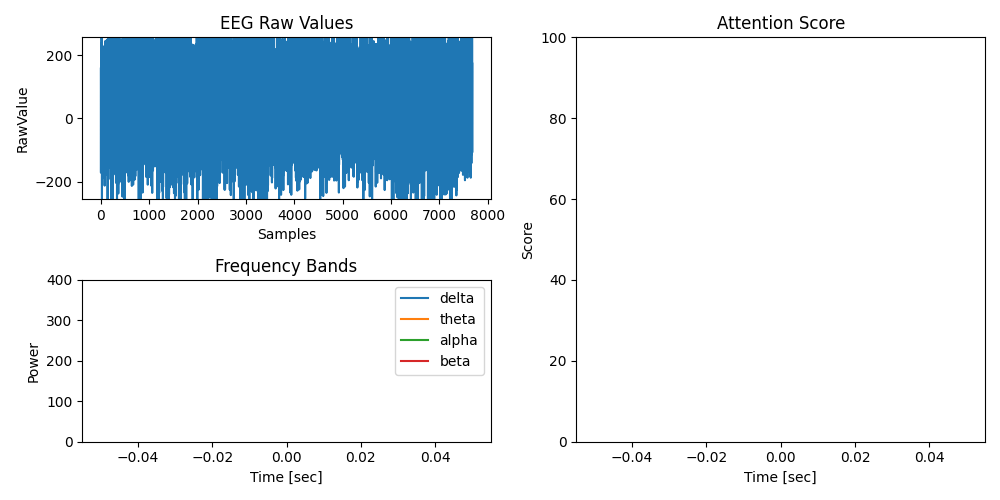 EEG Raw Values
200
0
−200
RawValue
0 1000 2000 3000 4000 5000 6000 7000 8000
Samples
Frequency Bands
400
300
200
100
0
Power
delta
theta
alpha
beta
−0.04 −0.02 0.00 0.02 0.04
Time [sec]
Attention Score
100
80
60
40
20
0
Score
−0.04 −0.02 0.00 0.02 0.04
Time [sec]